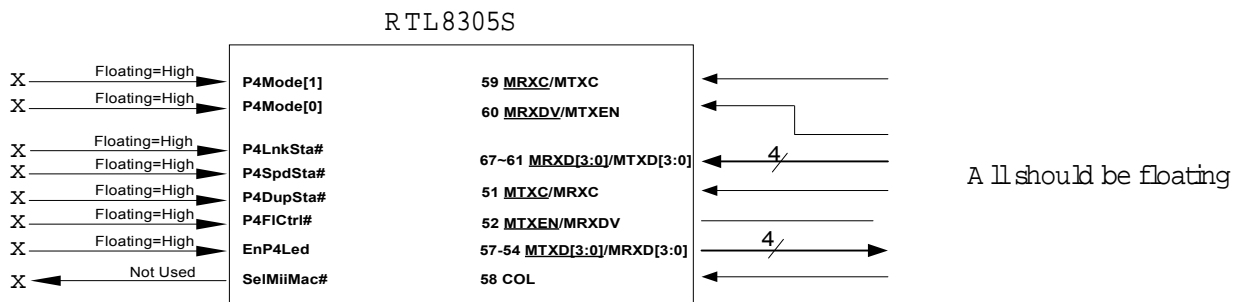 RTL8305S
X Floating=High P4Mode[1] 59 MRXC/MTXC
X Floating=High P4Mode[0] 60 MRXDV/MTXEN
X Floating=High P4LnkSta# 67~61 MRXD[3:0]/MTXD[3:0] 4
X Floating=High P4SpdSta#
All should be floating
X Floating=High P4DupSta# 51 MTXC/MRXC
X Floating=High P4FlCtrl# 52 MTXEN/MRXDV
X Floating=High EnP4Led 57-54 MTXD[3:0]/MRXD[3:0] 4
X Not Used SelMiiMac# 58 COL